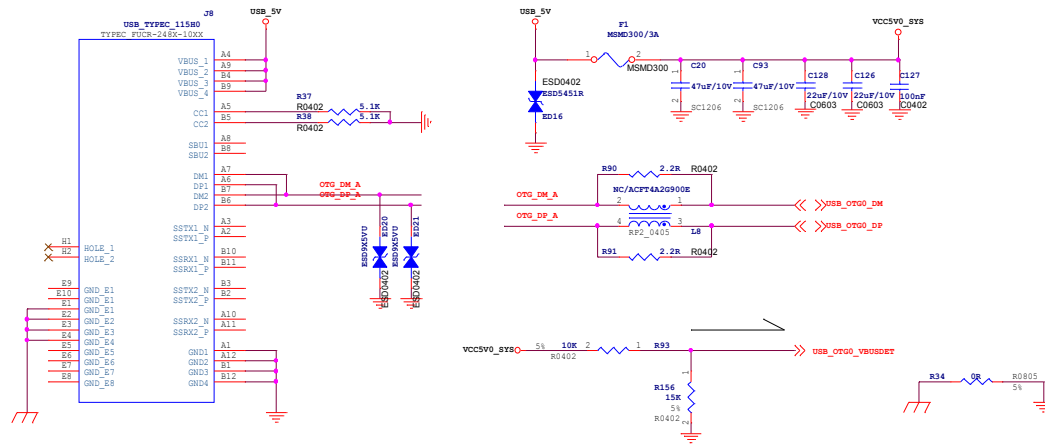 J8
USB_TYPEC_115H0
TYPEC FUCR-248X-10XX
USB_5V
VBUS_1 A4
VBUS_2 A9
VBUS_3 B4
VBUS_4 B9
CC1 A5
CC2 B5
R37
R0402 5.1K
R38 5.1K
R0402
SBU1 A8
SBU2 B8
DM1 A7
DP1 A6
DM2 B7
DP2 B6
OTG_DM_A
OTG_DP_A
SSTX1_N A3
SSTX1_P A2
SSRX1_N B10
SSRX1_P B11
SSTX2_N B3
SSTX2_P B2
SSRX2_N A10
SSRX2_P A11
GND1 A1
GND2 A12
GND3 B1
GND4 B12
H1 HOLE_1
H2 HOLE_2
E9 GND_E1
E10 GND_E1
E1 GND_E1
E2 GND_E2
E3 GND_E3
E4 GND_E4
E5 GND_E5
E6 GND_E6
E7 GND_E7
E8 GND_E8
ED20
ESD9X5VU
ESD0402
ED21
ESD9X5VU
ESD0402
USB_5V
F1
MSMD300/3A
1 2
MSMD300
VCC5V0_SYS
ESD0402
ESD5451R
ED16
C20
1
47uF/10V
2
SC1206
C93
1
47uF/10V
2
SC1206
C128
22uF/10V
C0603
C126
22uF/10V
C0603
C127
100nF
C0402
R90 2.2R R0402
NC/ACFT4A2G900E
OTG_DM_A 2 1 USB_OTG0_DM
OTG_DP_A 4 3 USB_OTG0_DP
RP2_0405 L8
R91 2.2R R0402
VCC5V0_SYS 5% 10K 2 1 R93
R0402
USB_OTG0_VBUSDET
1
R156
15K
5%
R0402
2
R34 0R R0805
5%